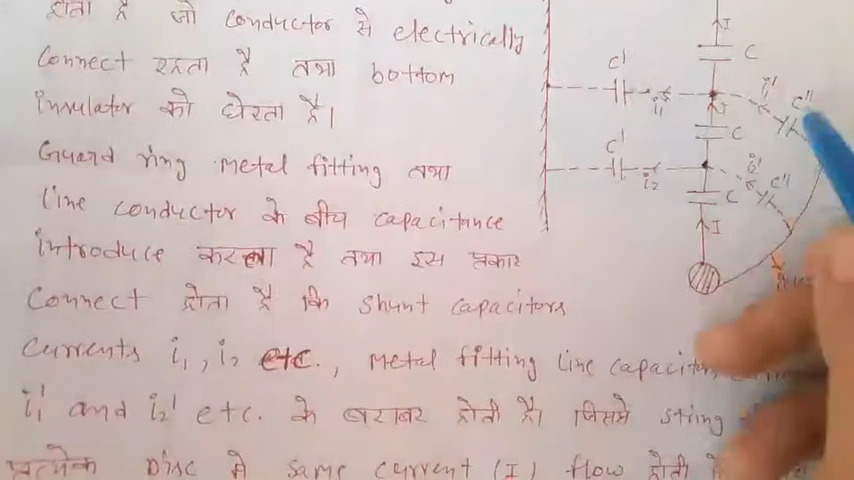 होता है जो conductor से electrically
Connect रहता है तथा bottom
insulator को घेरता है।
Guard ring metal fitting तथा
line conductor के बीच capacitance
introduce करता है तथा इस प्रकार
Connect होता है कि shunt capacitors
currents i₁, i₂ etc., metal fitting line
i₁' and i₂' etc. के बराबर होती है। जिससे string
प्रत्येक Disc में same current (I) flow होती
I
C
C'
i₁
I
i₁'
C''
C
C'
i₂
i₂'
C''
C
I